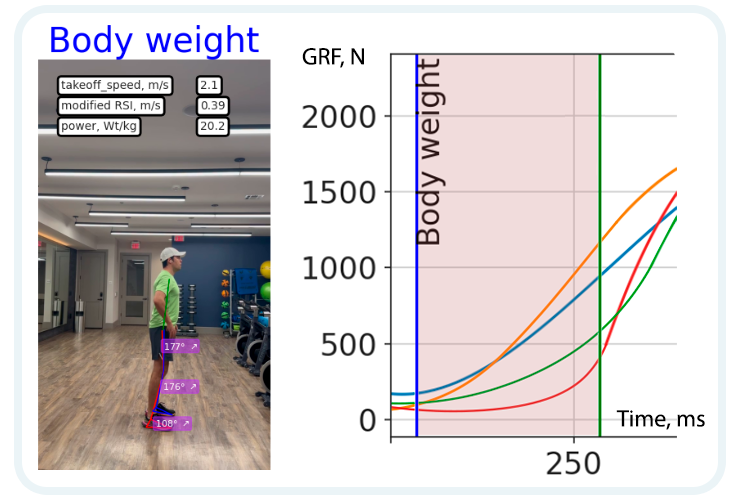 Body weight
takeoff_speed, m/s 2.1
modified RSI, m/s 0.39
power, Wt/kg 20.2
177° ↗
176° ↗
108° ↗
GRF, N
Body weight
2000
1500
1000
500
0
Time, ms
250